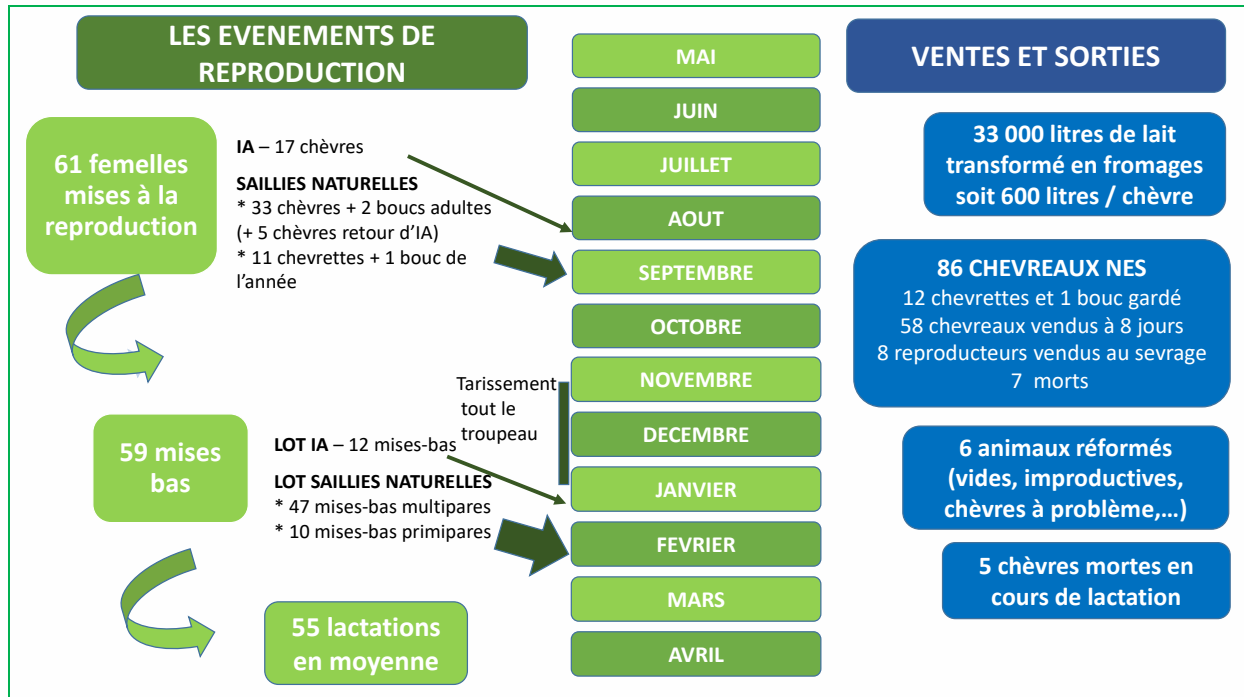 LES EVENEMENTS DE
REPRODUCTION
61 femelles
mises à la
reproduction
IA – 17 chèvres
SAILLIES NATURELLES
* 33 chèvres + 2 boucs adultes
(+ 5 chèvres retour d’IA)
* 11 chevrettes + 1 bouc de
l’année
59 mises
bas
LOT IA – 12 mises-bas
LOT SAILLIES NATURELLES
* 47 mises-bas multipares
* 10 mises-bas primipares
55 lactations
en moyenne
Tarissement
tout le
troupeau
MAI
JUIN
JUILLET
AOUT
SEPTEMBRE
OCTOBRE
NOVEMBRE
DECEMBRE
JANVIER
FEVRIER
MARS
AVRIL
VENTES ET SORTIES
33 000 litres de lait
transformé en fromages
soit 600 litres / chèvre
86 CHEVREAUX NES
12 chevrettes et 1 bouc gardé
58 chevreaux vendus à 8 jours
8 reproducteurs vendus au sevrage
7 morts
6 animaux réformés
(vides, improductives,
chèvres à problème,…)
5 chèvres mortes en
cours de lactation